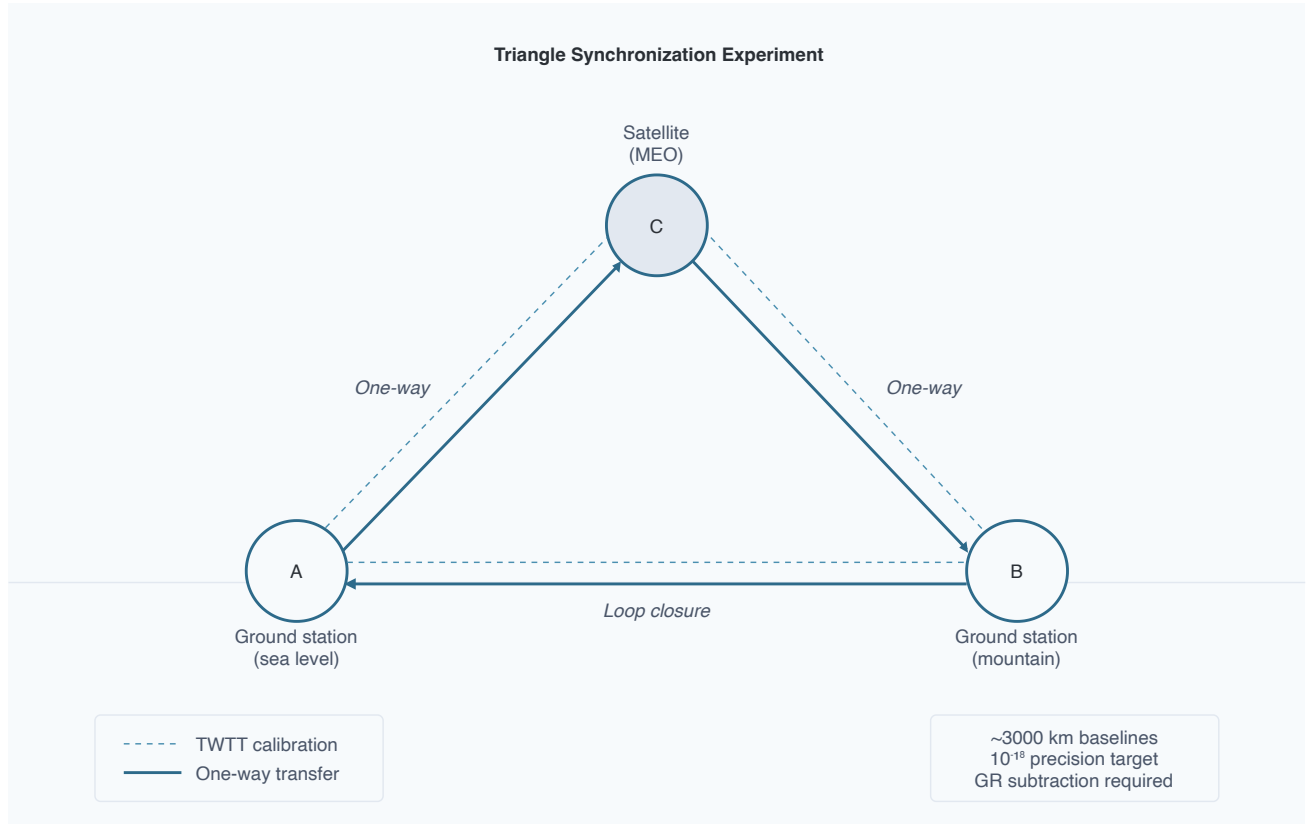 Triangle Synchronization Experiment
Satellite
(MEO)
C
One-way
One-way
A
B
Loop closure
Ground station
(sea level)
Ground station
(mountain)
TWTT calibration
One-way transfer
~3000 km baselines
10⁻¹⁸ precision target
GR subtraction required